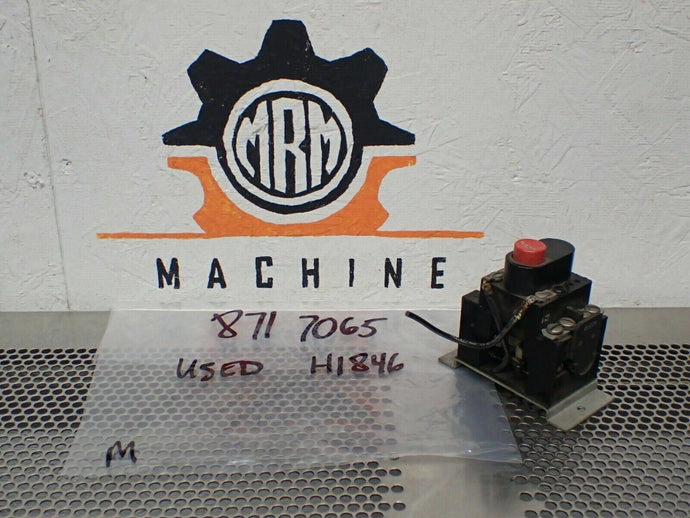 MRM
MACHINE
871 7065
USED H1846
M